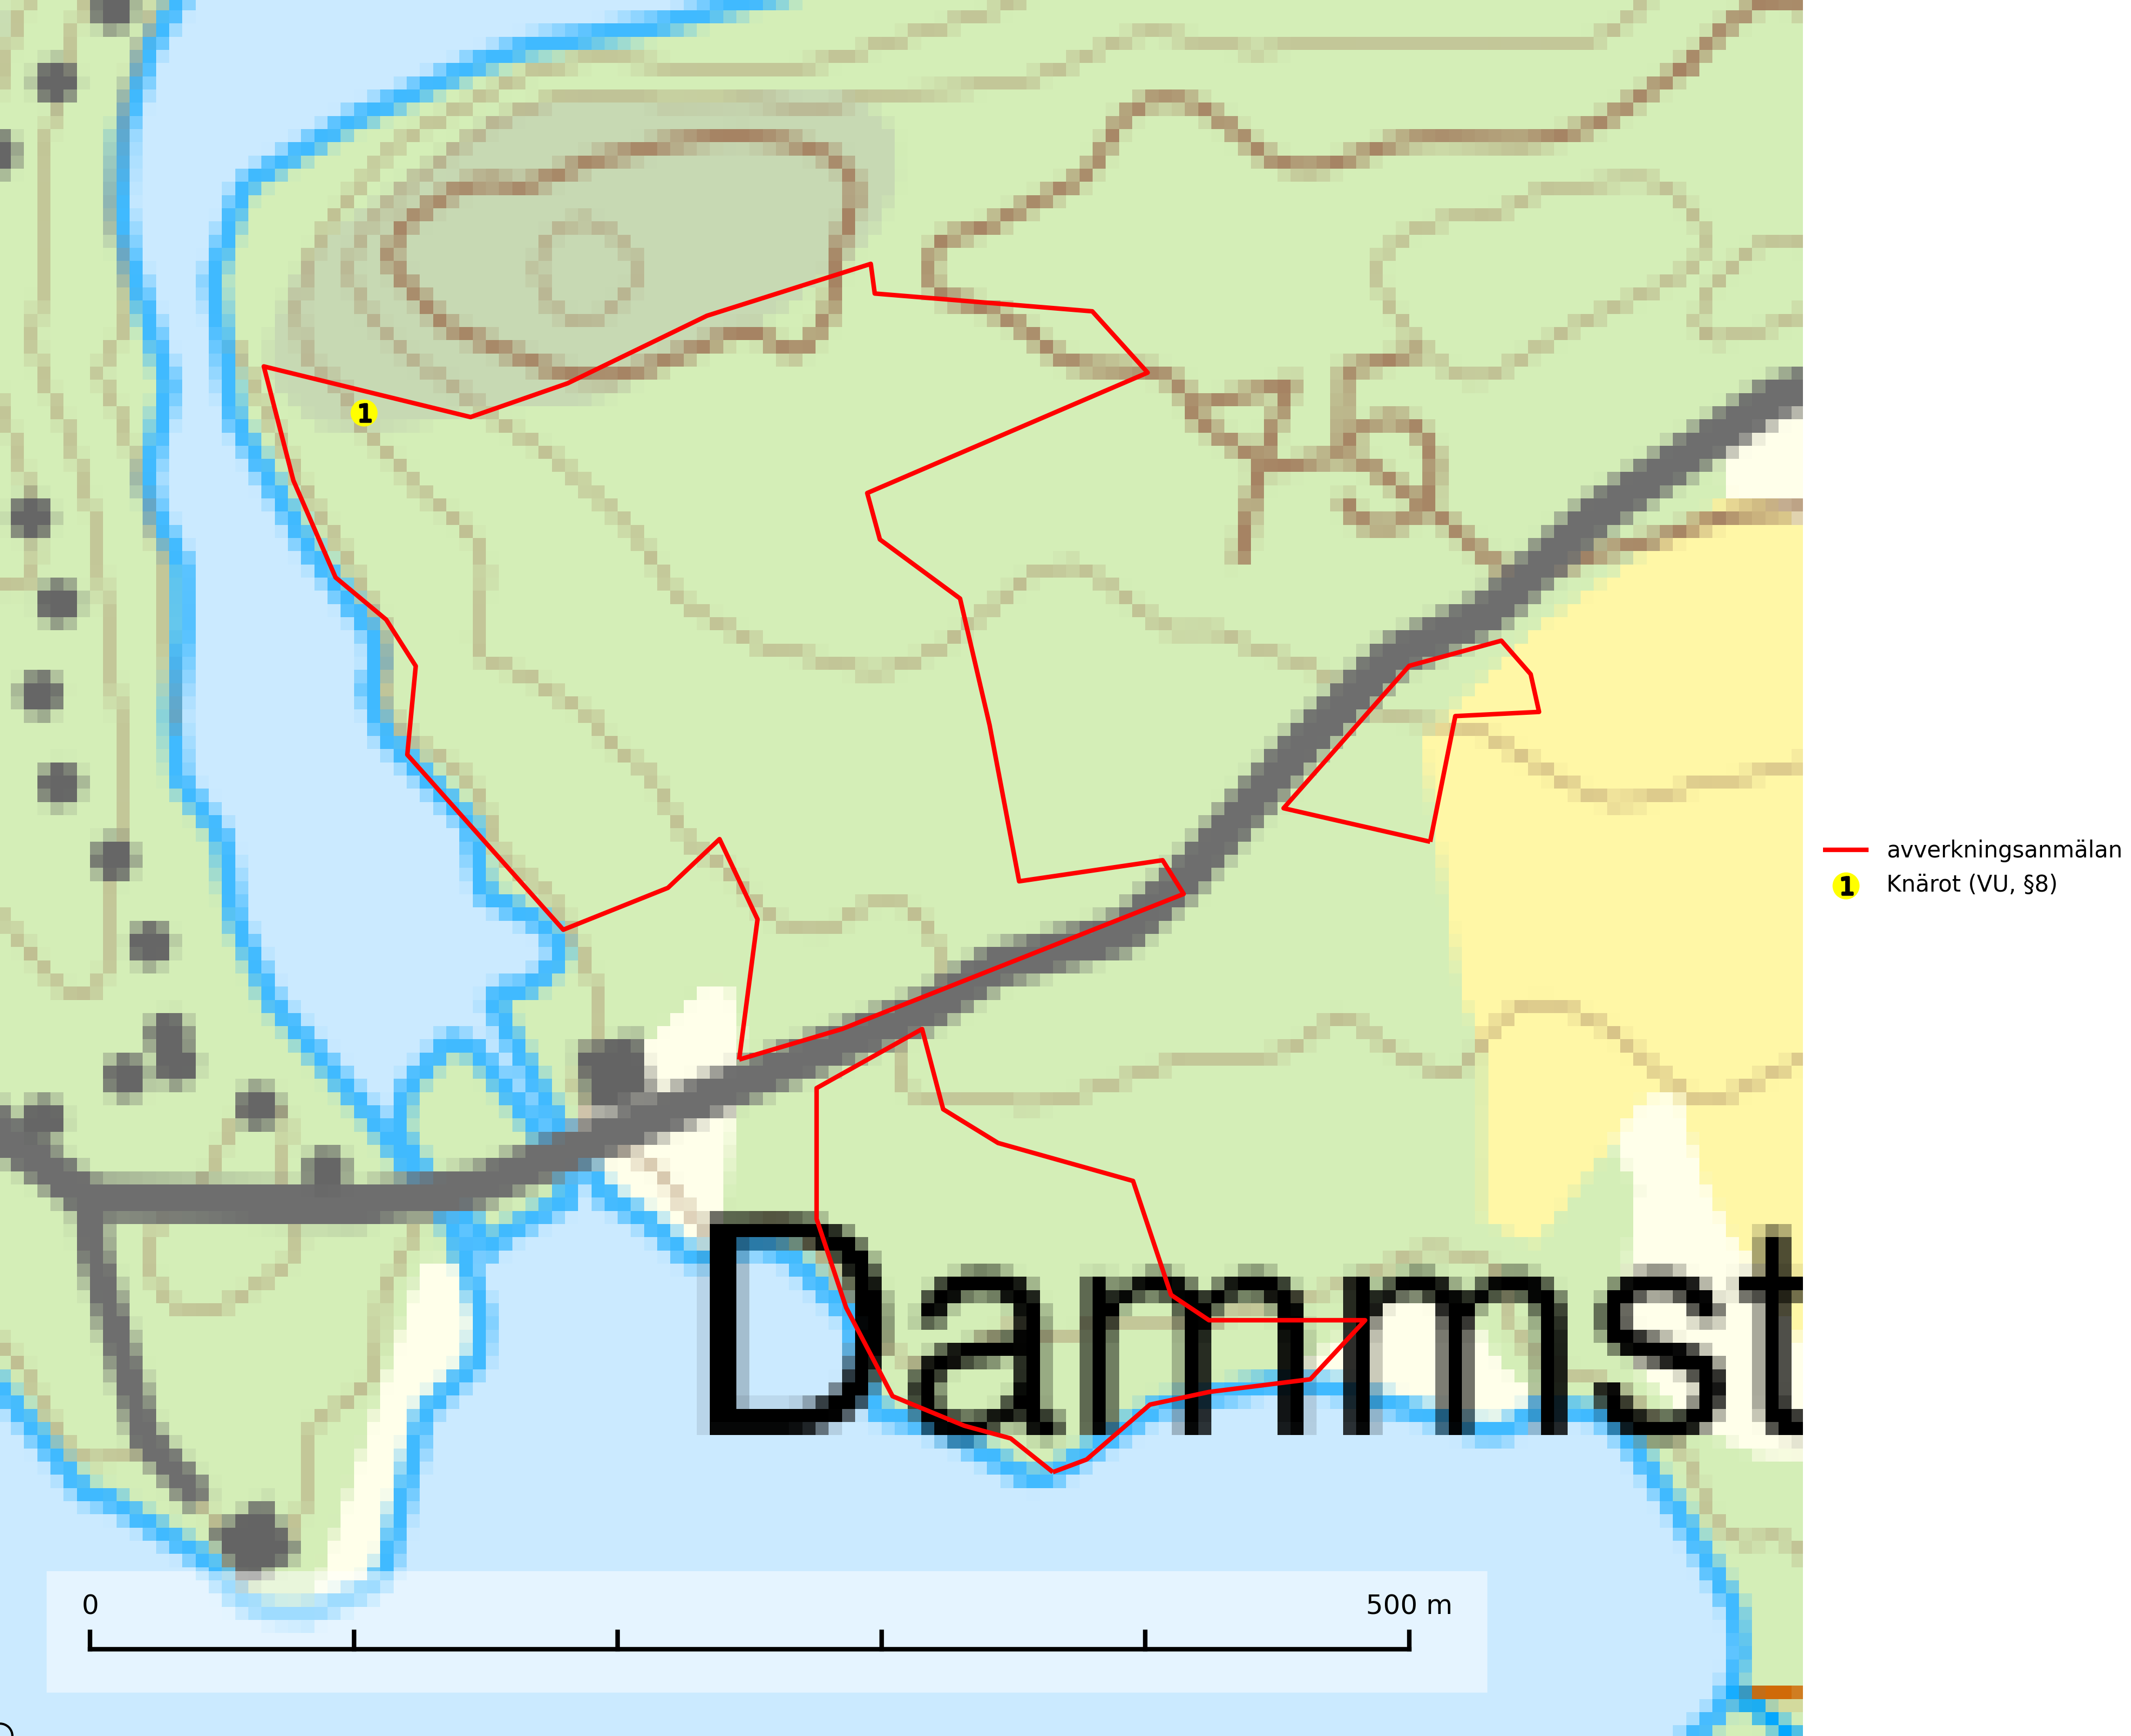 1
avverkningsanmälan
1 Knärot (VU, §8)
Dammst
0 500 m